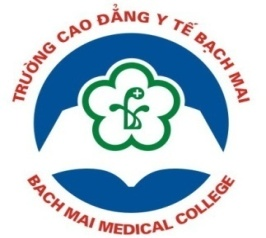 TRƯỜNG CAO ĐẲNG Y TẾ BẠCH MAI
BACH MAI MEDICAL COLLEGE